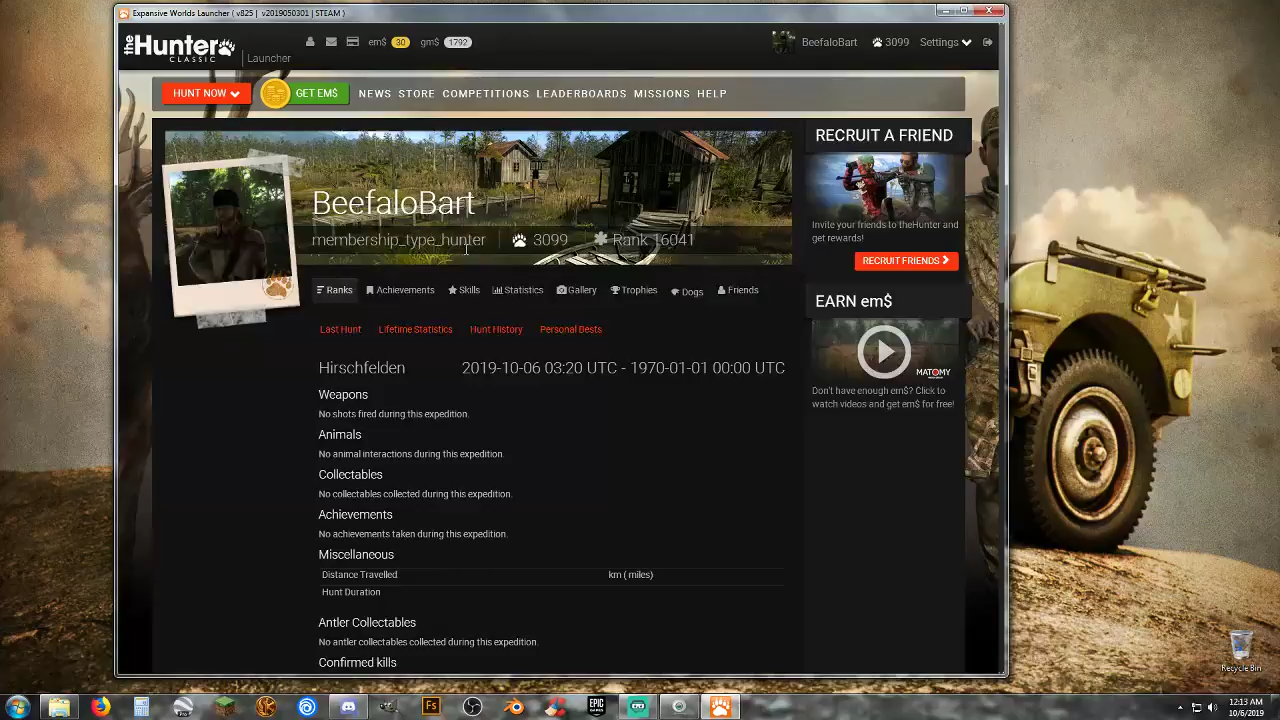 Expansive Worlds Launcher ( v825 | v2019050301 | STEAM )
theHunter CLASSIC | Launcher
em$ 30 gm$ 1792
BeefaloBart 3099 Settings
HUNT NOW GET EM$ NEWS STORE COMPETITIONS LEADERBOARDS MISSIONS HELP
BeefaloBart
membership_type_hunter 3099 Rank 16041
Ranks Achievements Skills Statistics Gallery Trophies Dogs Friends
Last Hunt Lifetime Statistics Hunt History Personal Bests
Hirschfelden 2019-10-06 03:20 UTC - 1970-01-01 00:00 UTC
Weapons
No shots fired during this expedition.
Animals
No animal interactions during this expedition.
Collectables
No collectables collected during this expedition.
Achievements
No achievements taken during this expedition.
Miscellaneous
Distance Travelled km ( miles)
Hunt Duration
Antler Collectables
No antler collectables collected during this expedition.
Confirmed kills
RECRUIT A FRIEND
Invite your friends to theHunter and
get rewards!
RECRUIT FRIENDS
EARN em$
MATOMY
Don't have enough em$? Click to
watch videos and get em$ for free!
Recycle Bin
Pro
Fs
EPIC GAMES
12:13 AM
10/6/2019